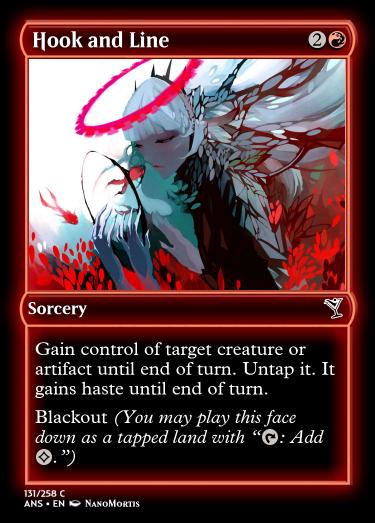 Hook and Line 2
Sorcery
Gain control of target creature or
artifact until end of turn. Untap it. It
gains haste until end of turn.
Blackout (You may play this face
down as a tapped land with “: Add
.”)
131/258 C
ANS • EN NanoMortis